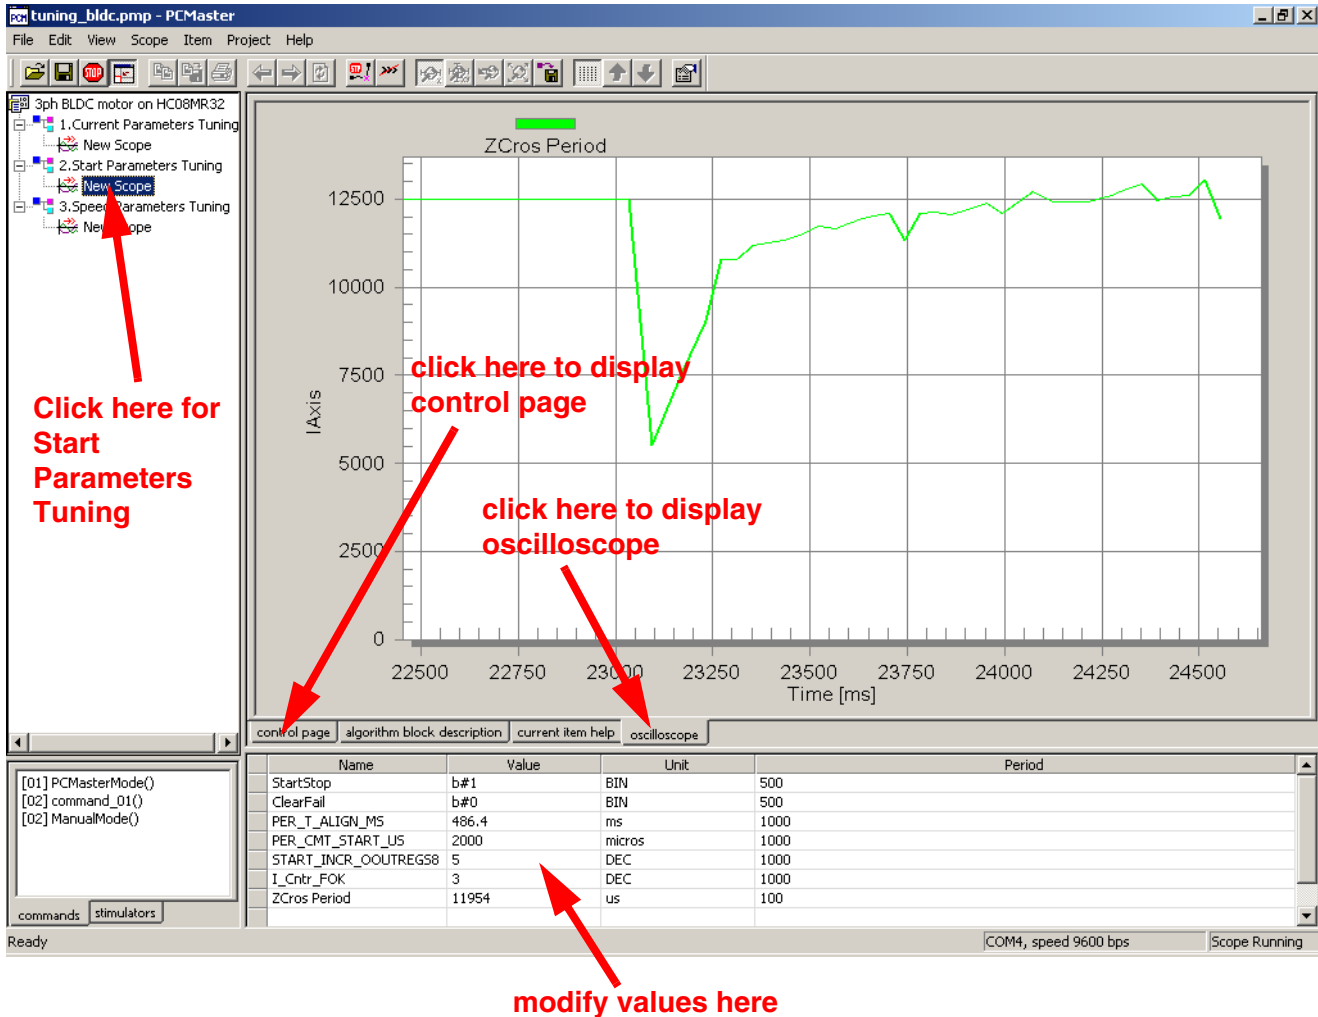 tuning_bldc.pmp - PCMaster
File Edit View Scope Item Project Help
3ph BLDC motor on HC08MR32
1.Current Parameters Tuning
New Scope
2.Start Parameters Tuning
New Scope
3.Speed Parameters Tuning
New Scope
Click here for
Start
Parameters
Tuning
ZCros Period
12500
10000
7500
5000
2500
0
IAxis
click here to display
control page
click here to display
oscilloscope
22500 22750 23000 23250 23500 23750 24000 24250 24500
Time [ms]
control page algorithm block description current item help oscilloscope
[01] PCMasterMode()
[02] command_01()
[02] ManualMode()
commands stimulators
Name Value Unit Period
StartStop b#1 BIN 500
ClearFail b#0 BIN 500
PER_T_ALIGN_MS 486.4 ms 1000
PER_CMT_START_US 2000 micros 1000
START_INCR_OOUTREGS8 5 DEC 1000
I_Cntr_FOK 3 DEC 1000
ZCros Period 11954 us 100
Ready COM4, speed 9600 bps Scope Running
modify values here